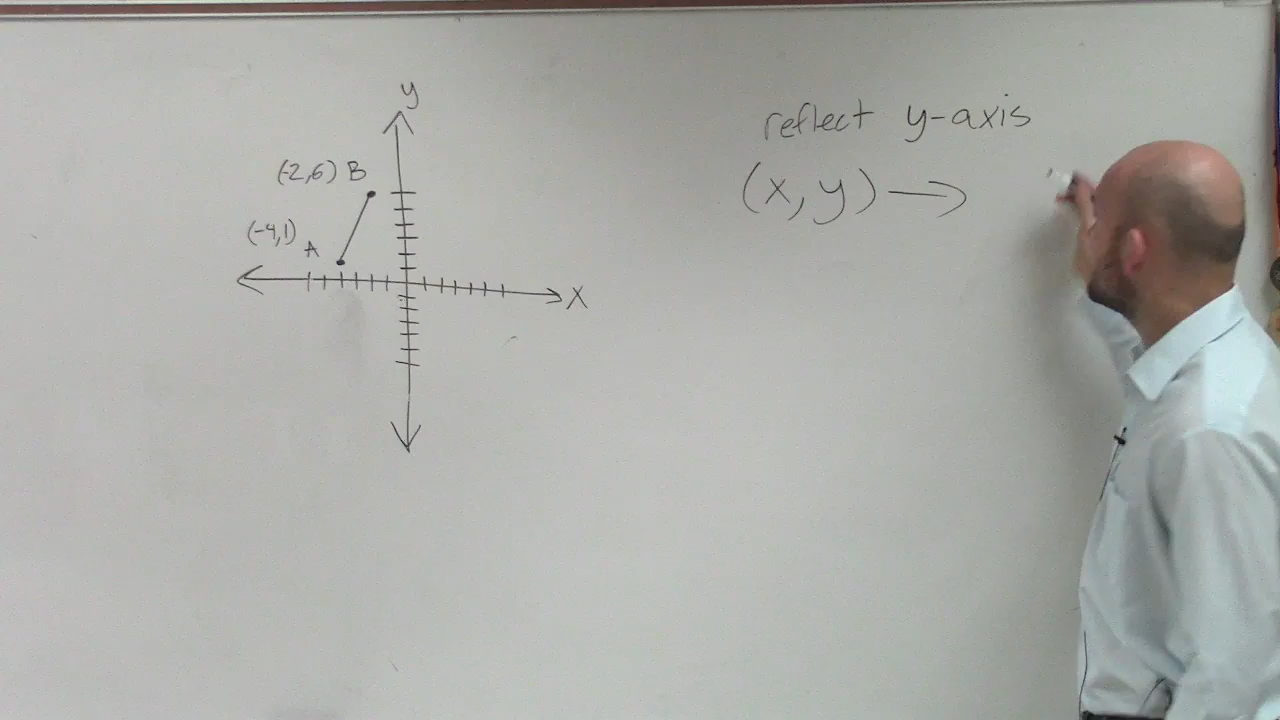 y
reflect y-axis
(x,y) →
(-2,6) B
(-4,1) A
X